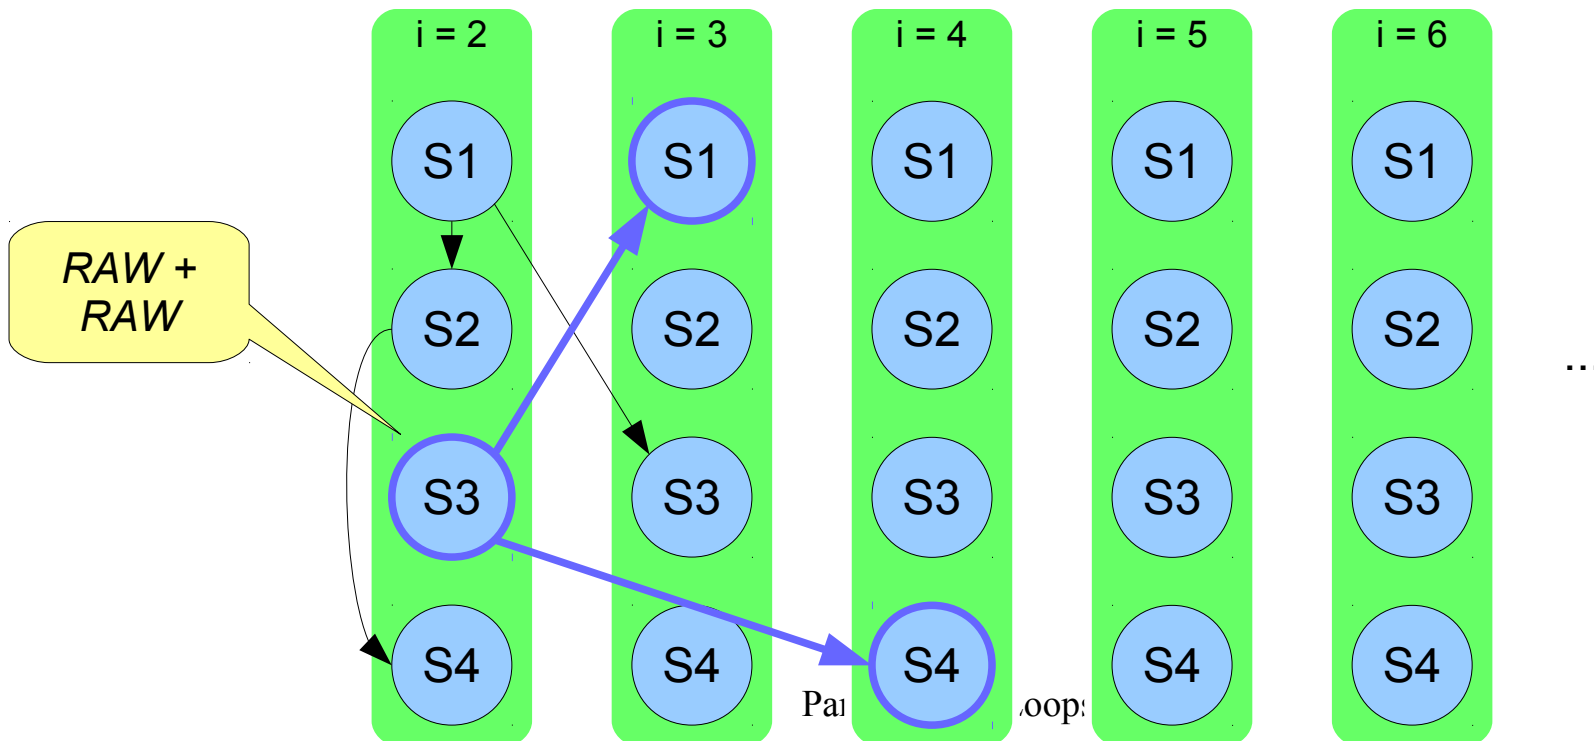 i = 2 i = 3 i = 4 i = 5 i = 6
S1 S1 S1 S1 S1
RAW +
RAW
S2 S2 S2 S2 S2
...
S3 S3 S3 S3 S3
S4 S4 S4 S4 S4